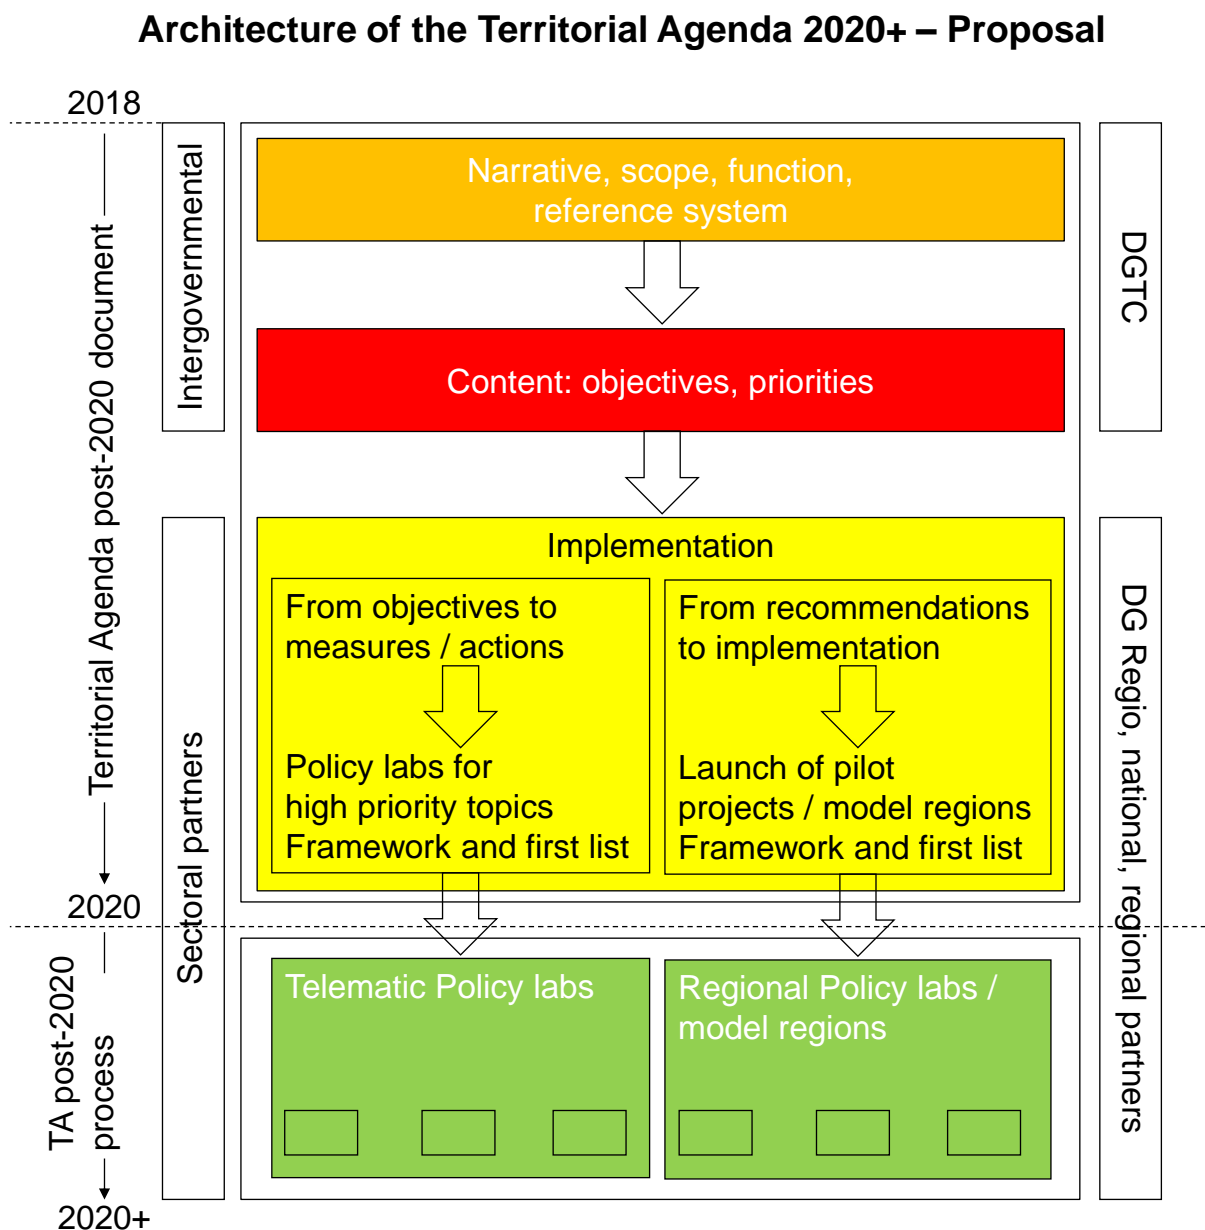 Architecture of the Territorial Agenda 2020+ – Proposal
2018
Territorial Agenda post-2020 document
2020
TA post-2020
process
2020+
Intergovernmental
Sectoral partners
Narrative, scope, function,
reference system
Content: objectives, priorities
Implementation
From objectives to
measures / actions
Policy labs for
high priority topics
Framework and first list
From recommendations
to implementation
Launch of pilot
projects / model regions
Framework and first list
Telematic Policy labs
Regional Policy labs /
model regions
DGTC
DG Regio, national, regional partners